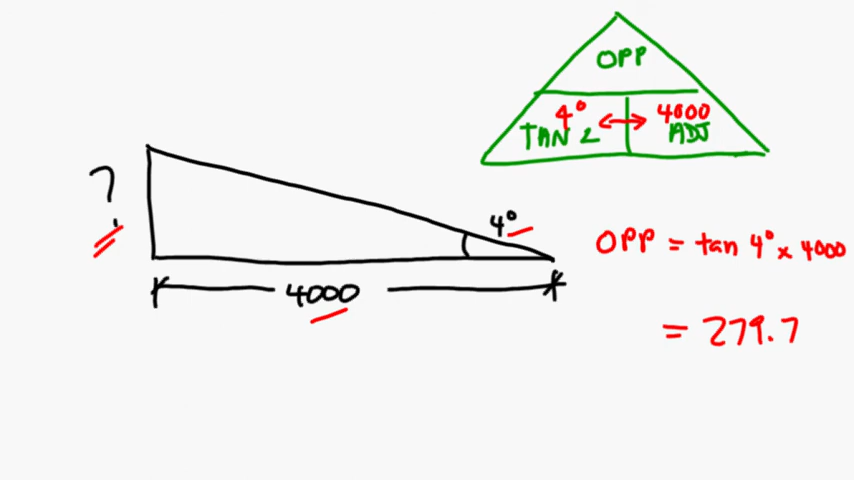 OPP
4° 4000
TAN ∠ ADJ
?
4°
4000
OPP = tan 4° x 4000
= 279.7